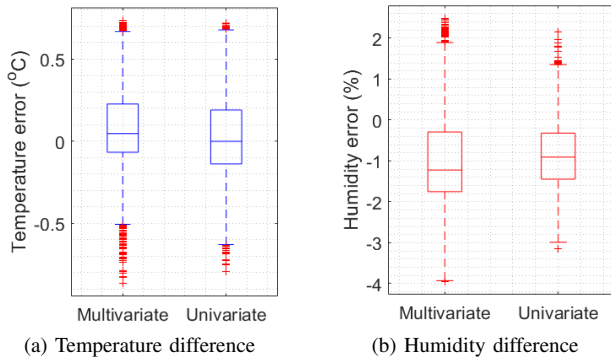 Temperature error (°C)
0.5
0
-0.5
Multivariate Univariate
(a) Temperature difference
Humidity error (%)
2
1
0
-1
-2
-3
-4
Multivariate Univariate
(b) Humidity difference